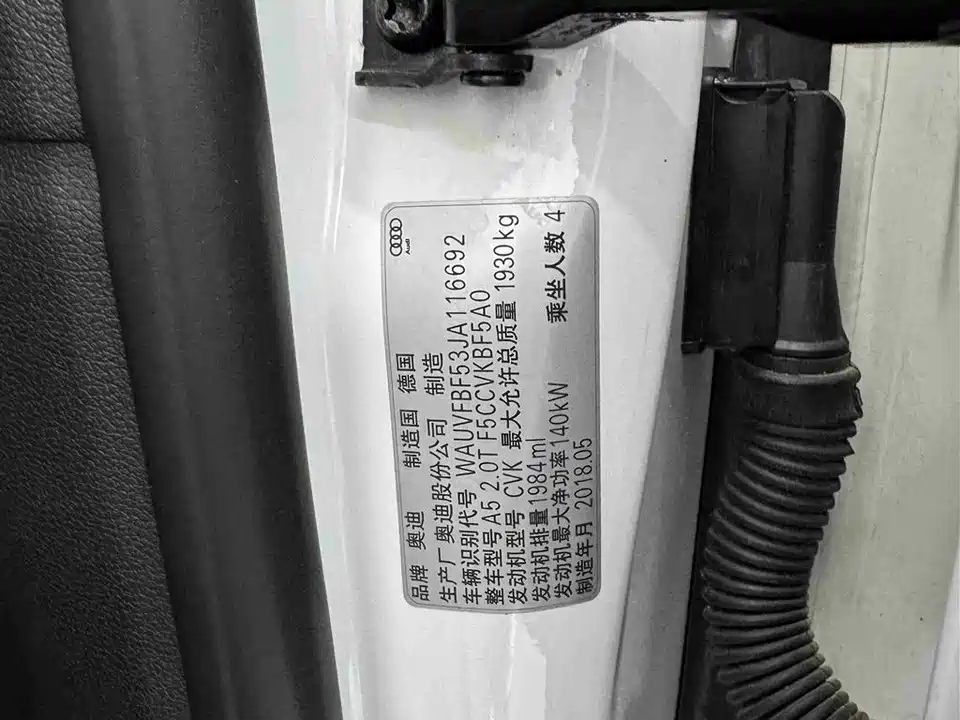 Audi
品牌 奥迪 制造国 德国
生产厂 奥迪股份公司 制造
车辆识别代号 WAUVFBF53JA116692
整车型号 A5 2.0T F5CCVKBF5A0
发动机型号 CVK 最大允许总质量 1930kg
发动机排量 1984ml
发动机最大净功率 140kW 乘坐人数 4
制造年月 2018.05